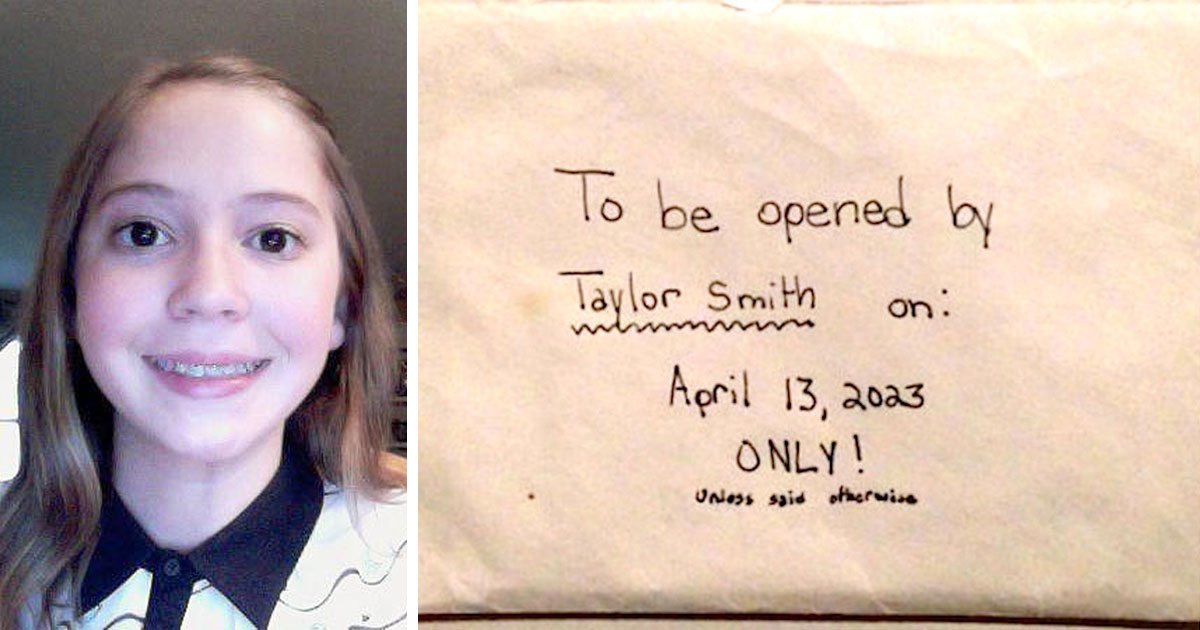 To be opened by
Taylor Smith on:
April 13, 2023
ONLY!
Unless said otherwise